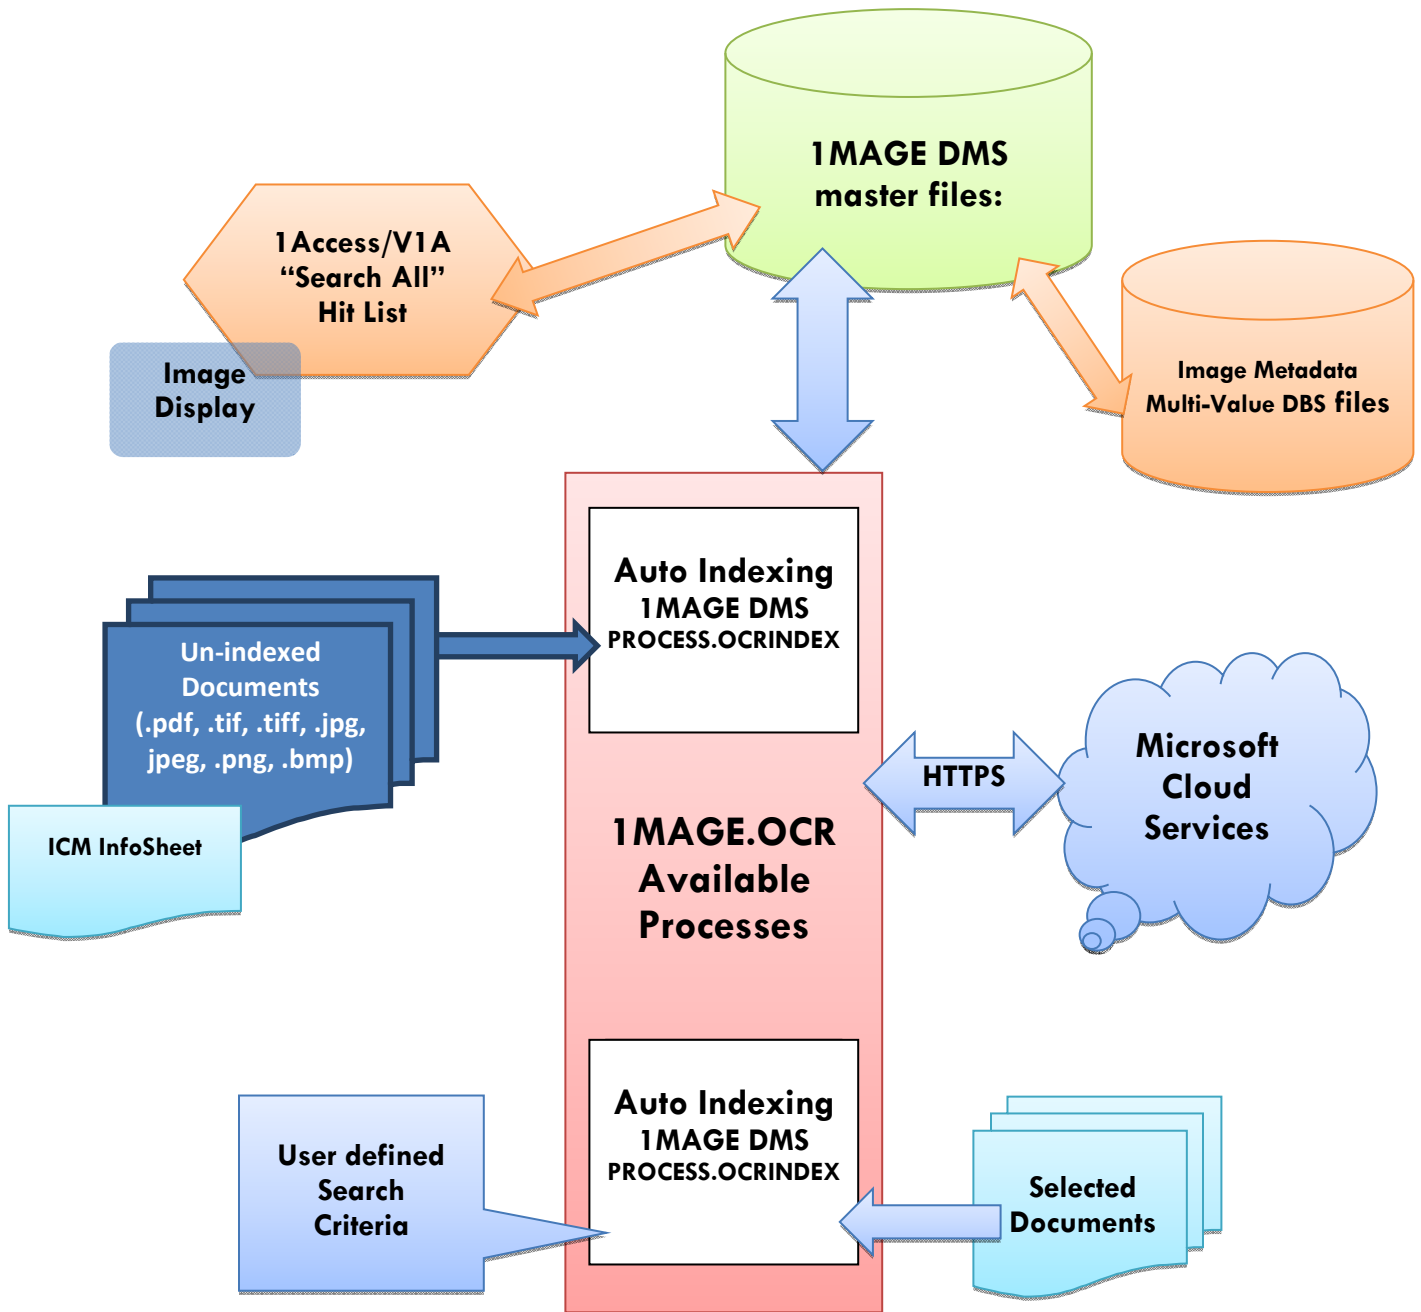 1MAGE DMS
master files:
1Access/V1A
“Search All”
Hit List
Image
Display
Image Metadata
Multi-Value DBS files
Auto Indexing
1MAGE DMS
PROCESS.OCRINDEX
Un-indexed
Documents
(.pdf, .tif, .tiff, .jpg,
jpeg, .png, .bmp)
ICM InfoSheet
HTTPS
Microsoft
Cloud
Services
1MAGE.OCR
Available
Processes
Auto Indexing
1MAGE DMS
PROCESS.OCRINDEX
User defined
Search
Criteria
Selected
Documents